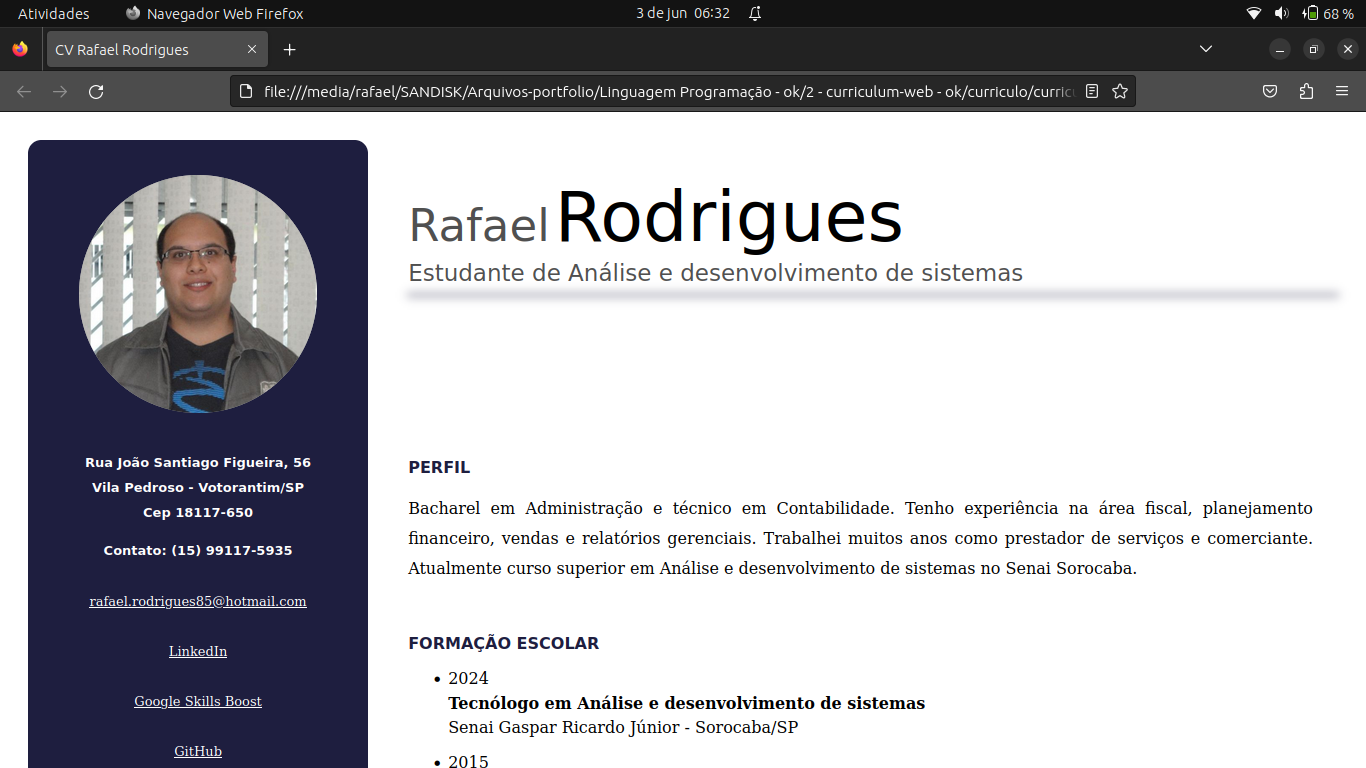 Atividades
Navegador Web Firefox
3 de jun 06:32
68 %
CV Rafael Rodrigues
file:///media/rafael/SANDISK/Arquivos-portfolio/Linguagem Programação - ok/2 - curriculum-web - ok/curriculo/curric
Rafael Rodrigues
Estudante de Análise e desenvolvimento de sistemas
Rua João Santiago Figueira, 56
Vila Pedroso - Votorantim/SP
Cep 18117-650
Contato: (15) 99117-5935
rafael.rodrigues85@hotmail.com
LinkedIn
Google Skills Boost
GitHub
PERFIL
Bacharel em Administração e técnico em Contabilidade. Tenho experiência na área fiscal, planejamento
financeiro, vendas e relatórios gerenciais. Trabalhei muitos anos como prestador de serviços e comerciante.
Atualmente curso superior em Análise e desenvolvimento de sistemas no Senai Sorocaba.
FORMAÇÃO ESCOLAR
• 2024
Tecnólogo em Análise e desenvolvimento de sistemas
Senai Gaspar Ricardo Júnior - Sorocaba/SP
• 2015